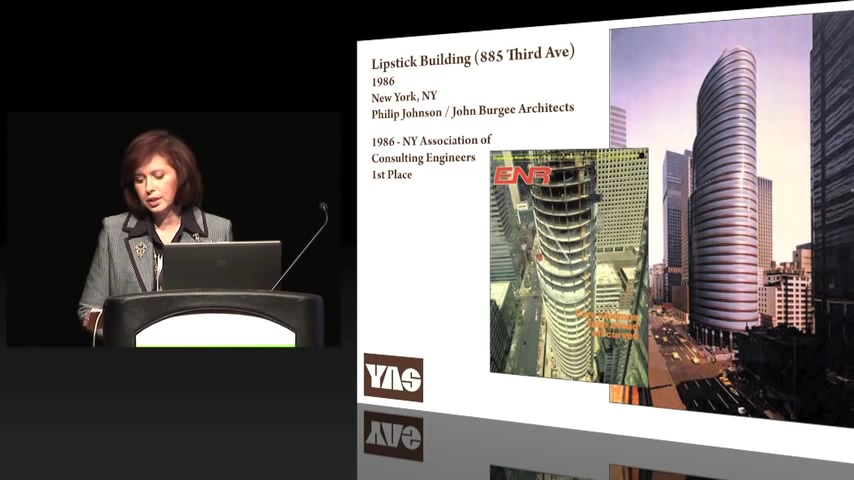 Lipstick Building (885 Third Ave)
1986
New York, NY
Philip Johnson / John Burgee Architects
1986 - NY Association of
Consulting Engineers
1st Place
ENR
YAS